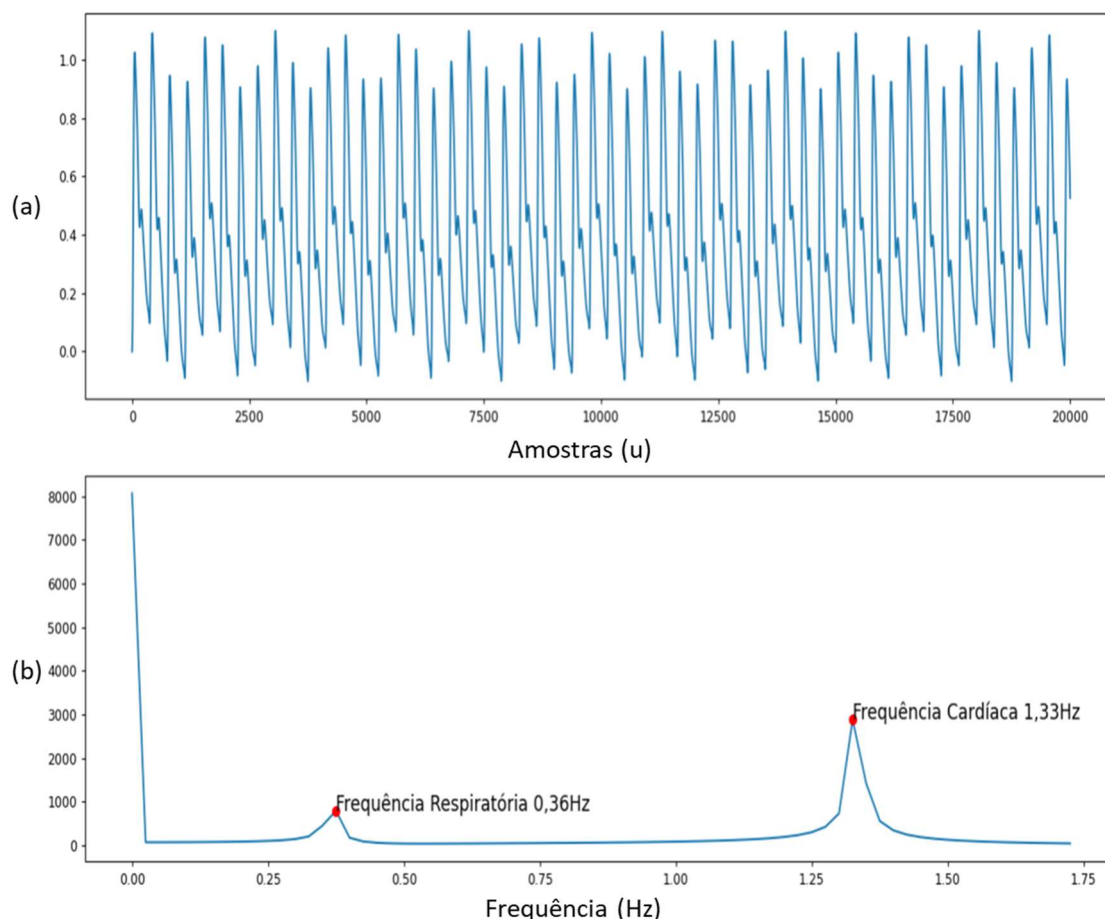 (a)
1.0
0.8
0.6
0.4
0.2
0.0
0 2500 5000 7500 10000 12500 15000 17500 20000
Amostras (u)
(b)
8000
7000
6000
5000
4000
3000
2000
1000
0
Frequência Cardíaca 1,33Hz
Frequência Respiratória 0,36Hz
0.00 0.25 0.50 0.75 1.00 1.25 1.50 1.75
Frequência (Hz)